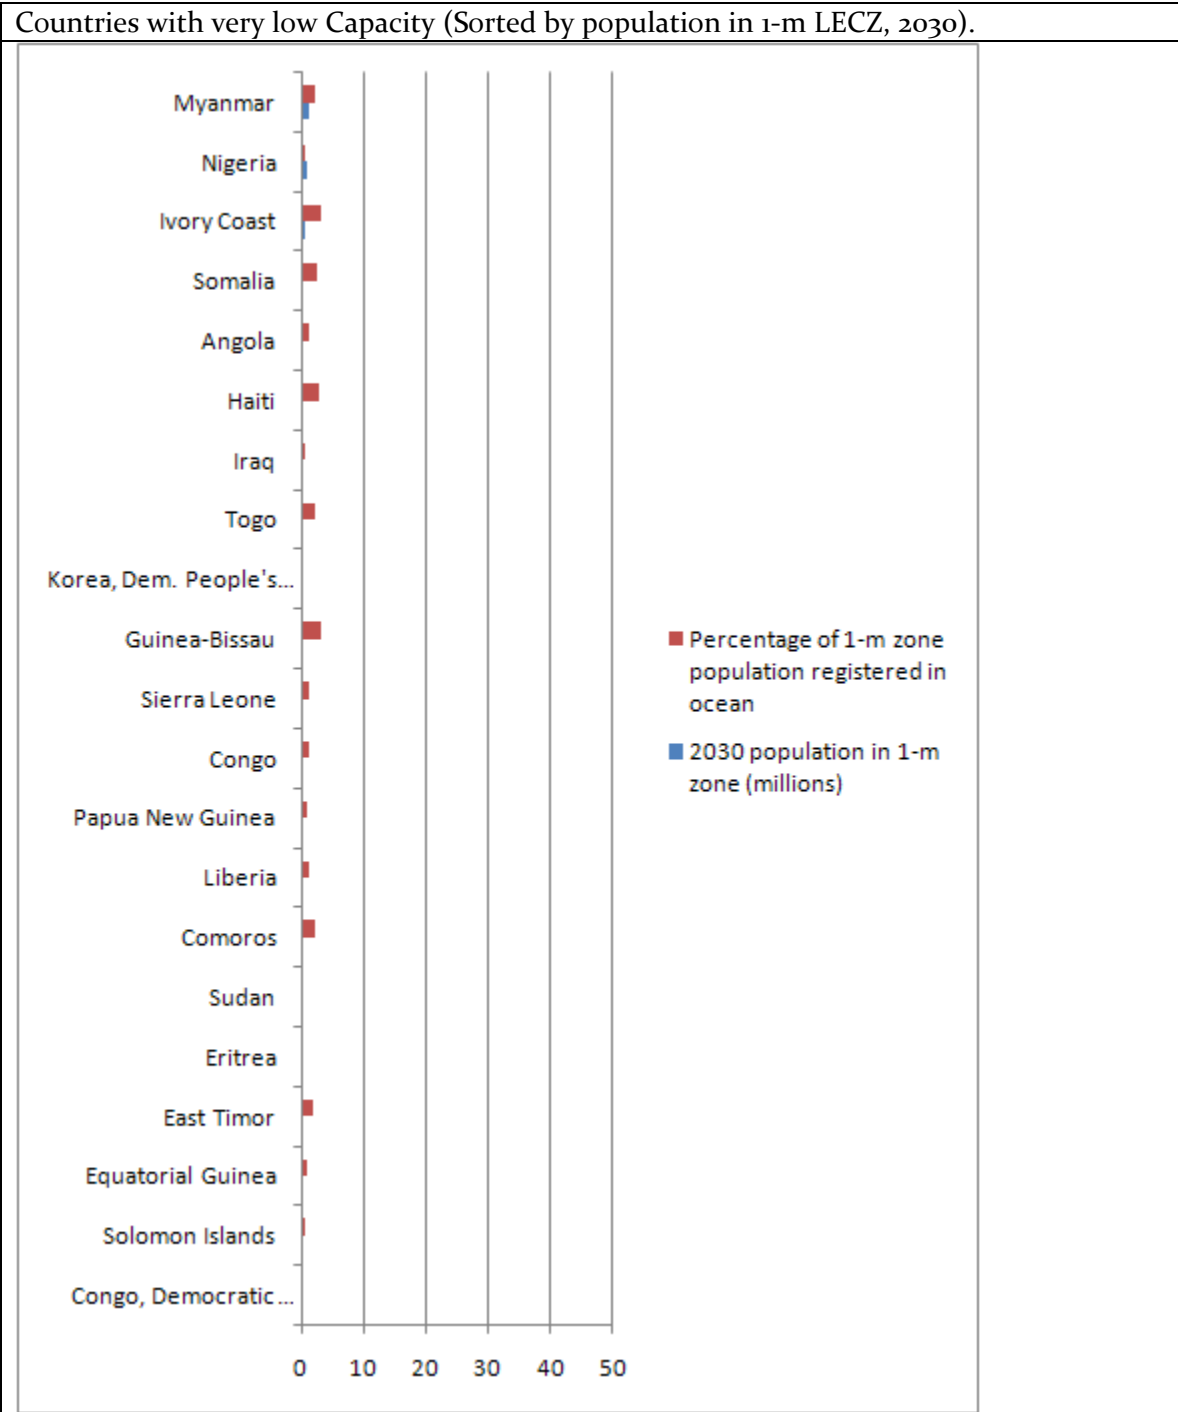 Countries with very low Capacity (Sorted by population in 1-m LECZ, 2030).
Myanmar
Nigeria
Ivory Coast
Somalia
Angola
Haiti
Iraq
Togo
Korea, Dem. People's...
Guinea-Bissau
Sierra Leone
Congo
Papua New Guinea
Liberia
Comoros
Sudan
Eritrea
East Timor
Equatorial Guinea
Solomon Islands
Congo, Democratic...
0 10 20 30 40 50
Percentage of 1-m zone
population registered in
ocean
2030 population in 1-m
zone (millions)